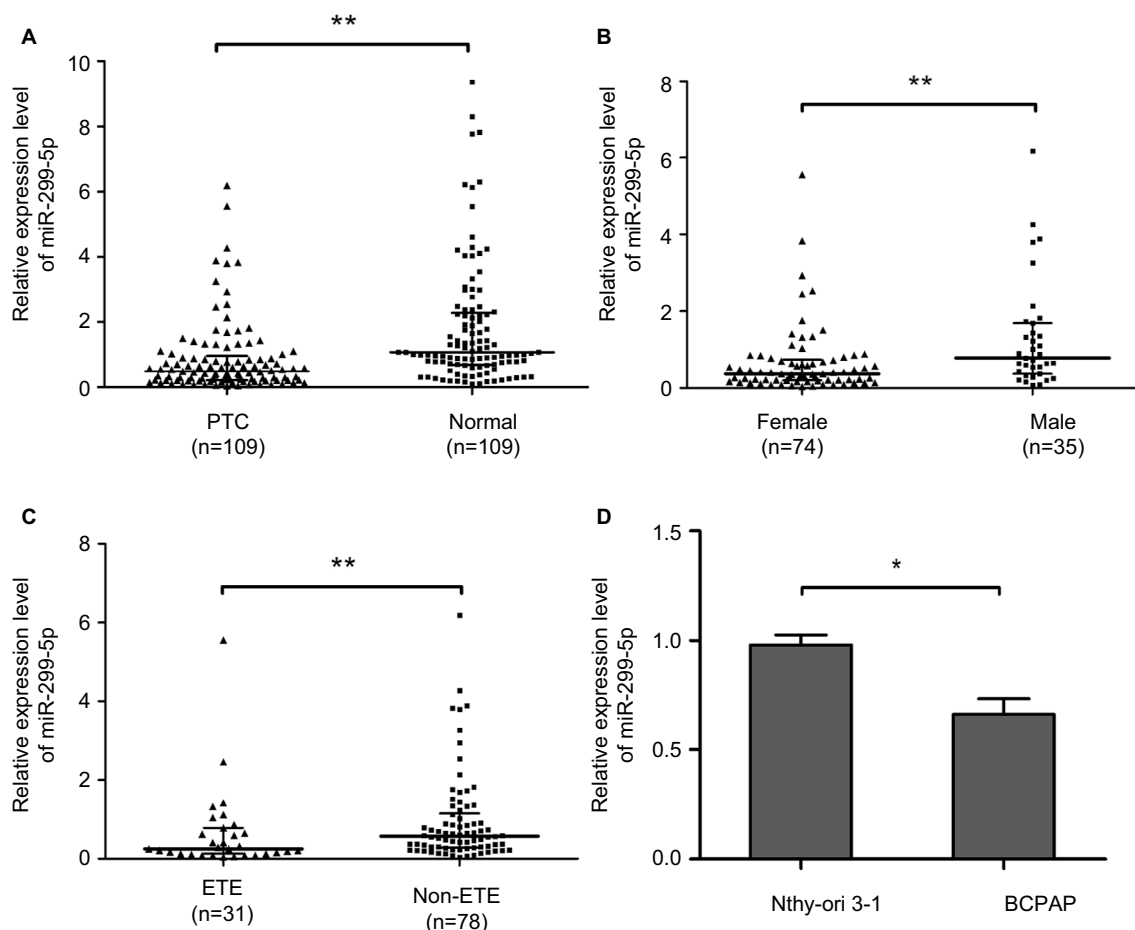 A
Relative expression level
of miR-299-5p
10
8
6
4
2
0
**
PTC
(n=109)
Normal
(n=109)
B
Relative expression level
of miR-299-5p
8
6
4
2
0
**
Female
(n=74)
Male
(n=35)
C
Relative expression level
of miR-299-5p
8
6
4
2
0
**
ETE
(n=31)
Non-ETE
(n=78)
D
Relative expression level
of miR-299-5p
1.5
1.0
0.5
0.0
*
Nthy-ori 3-1
BCPAP